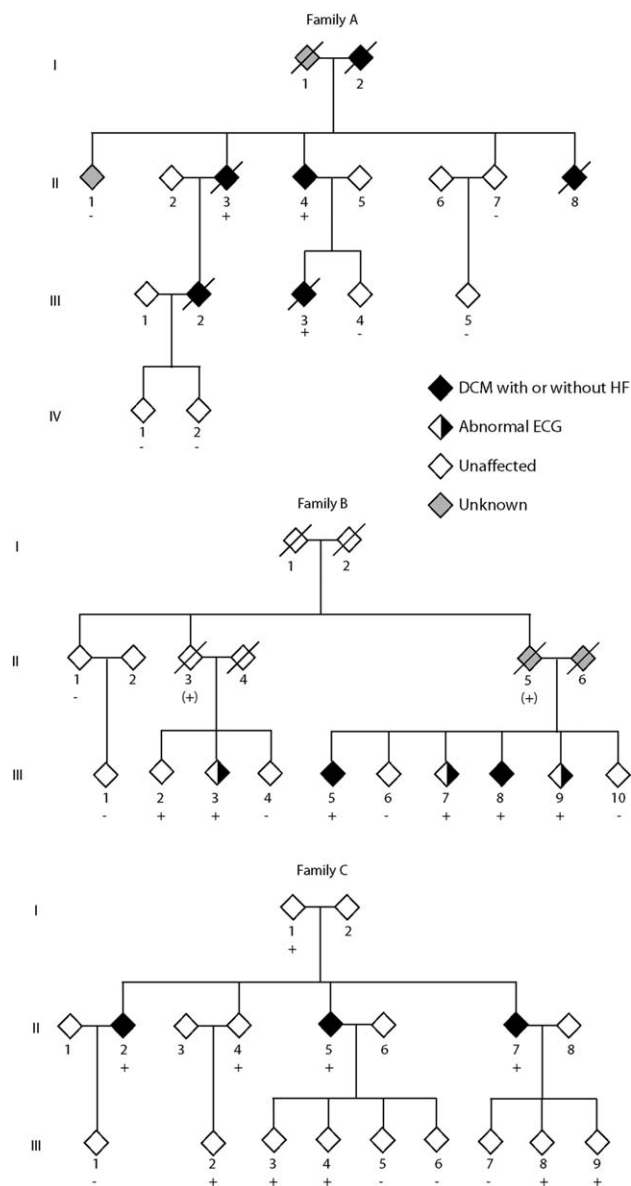 Family A
I
1 2
II
1 2 3 4 5 6 7 8
- + + -
III
1 2 3 4 5
+ - -
DCM with or without HF
Abnormal ECG
Unaffected
Unknown
IV
1 2
- -
Family B
I
1 2
II
1 2 3 4 5 6
- (+) (+)
III
1 2 3 4 5 6 7 8 9 10
- + + - + - + + + -
Family C
I
1 2
+
II
1 2 3 4 5 6 7 8
+ + + +
III
1 2 3 4 5 6 7 8 9
- + + + - - - + +